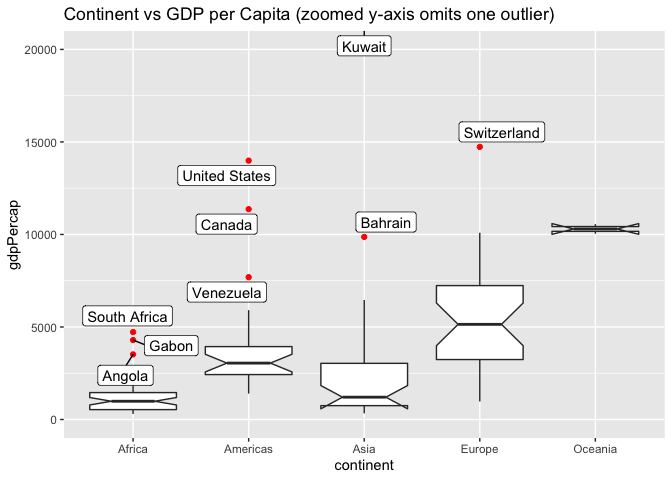 Continent vs GDP per Capita (zoomed y-axis omits one outlier)
20000
15000
10000
5000
0
gdpPercap
Kuwait
Switzerland
United States
Canada
Bahrain
Venezuela
South Africa
Gabon
Angola
Africa
Americas
Asia
Europe
Oceania
continent